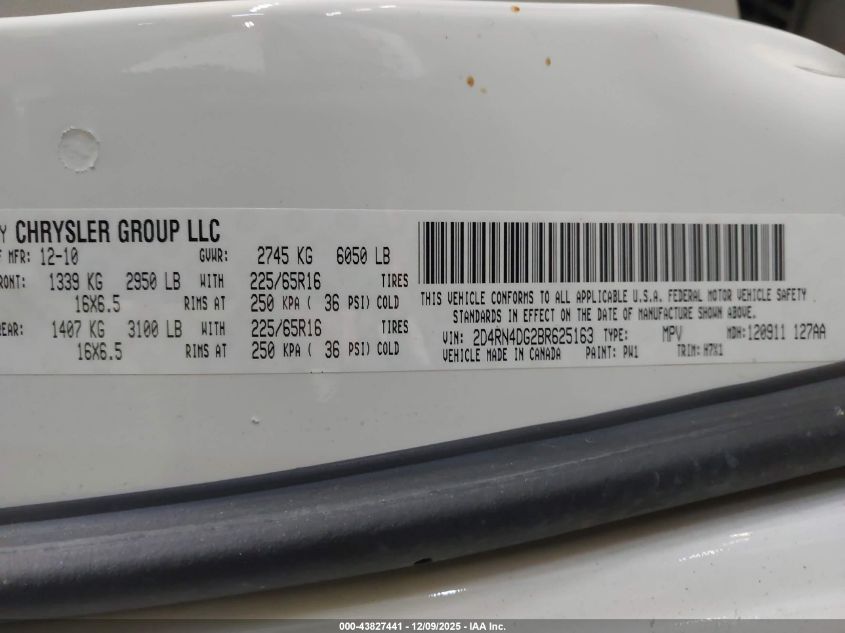 Y CHRYSLER GROUP LLC
F MFR: 12-10 GVWR: 2745 KG 6050 LB
RONT: 1339 KG 2950 LB WITH 225/65R16 TIRES
16X6.5 RIMS AT 250 KPA ( 36 PSI) COLD
EAR: 1407 KG 3100 LB WITH 225/65R16 TIRES
16X6.5 RIMS AT 250 KPA ( 36 PSI) COLD
THIS VEHICLE CONFORMS TO ALL APPLICABLE U.S.A. FEDERAL MOTOR VEHICLE SAFETY
STANDARDS IN EFFECT ON THE DATE OF MANUFACTURE SHOWN ABOVE.
VIN: 2D4RN4DG2BR625163 TYPE: MPV MDH:120911 127AA
VEHICLE MADE IN CANADA PAINT: PW1 TRIM: H7X1
000-43827441 - 12/09/2025 - IAA Inc.